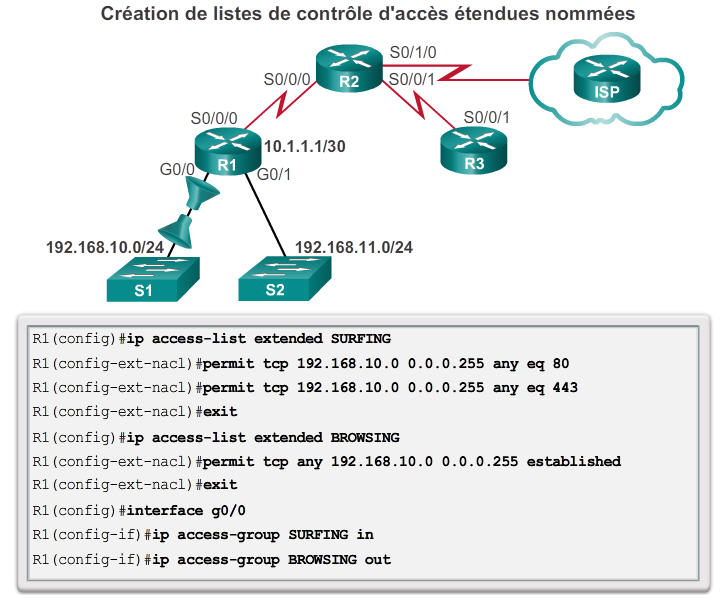 Création de listes de contrôle d'accès étendues nommées
S0/1/0
S0/0/0
R2
S0/0/1
ISP
S0/0/0
S0/0/1
R1
10.1.1.1/30
R3
G0/0
G0/1
192.168.10.0/24
192.168.11.0/24
S1
S2
R1(config)#ip access-list extended SURFING
R1(config-ext-nacl)#permit tcp 192.168.10.0 0.0.0.255 any eq 80
R1(config-ext-nacl)#permit tcp 192.168.10.0 0.0.0.255 any eq 443
R1(config-ext-nacl)#exit
R1(config)#ip access-list extended BROWSING
R1(config-ext-nacl)#permit tcp any 192.168.10.0 0.0.0.255 established
R1(config-ext-nacl)#exit
R1(config)#interface g0/0
R1(config-if)#ip access-group SURFING in
R1(config-if)#ip access-group BROWSING out